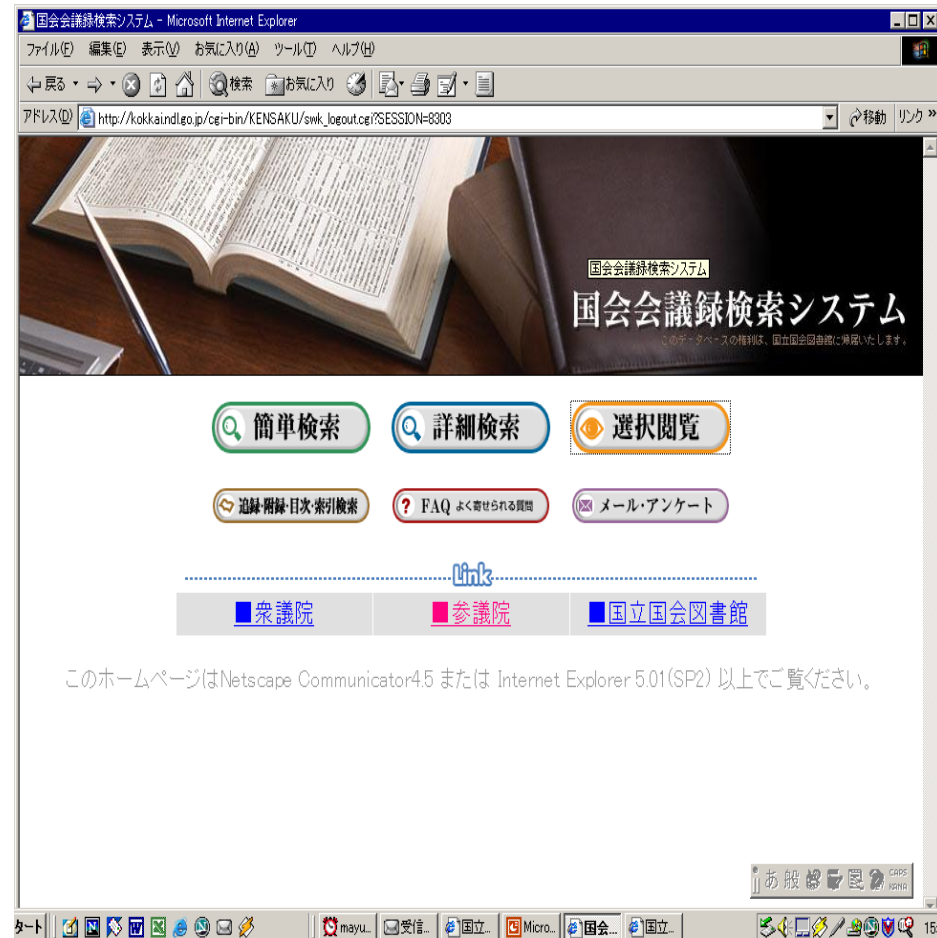 国会会議録検索システム - Microsoft Internet Explorer
ファイル(F) 編集(E) 表示(V) お気に入り(A) ツール(T) ヘルプ(H)
戻る 検索 お気に入り
アドレス(D) http://kokkai.ndl.go.jp/cgi-bin/KENSAKU/swk_logout.cgi?SESSION=8303 移動 リンク »
国会会議録検索システム
国会会議録検索システム
このデータベースの権利は、国立国会図書館に帰属いたします。
簡単検索 詳細検索 選択閲覧
追録・附録・目次・索引検索 ? FAQ よく寄せられる質問 メール・アンケート
Link
■衆議院 ■参議院 ■国立国会図書館
このホームページはNetscape Communicator4.5 または Internet Explorer 5.01(SP2) 以上でご覧ください。
あ 般 CAPS
KANA
タート mayu... 受信... 国立... Micro... 国会... 国立... 15: